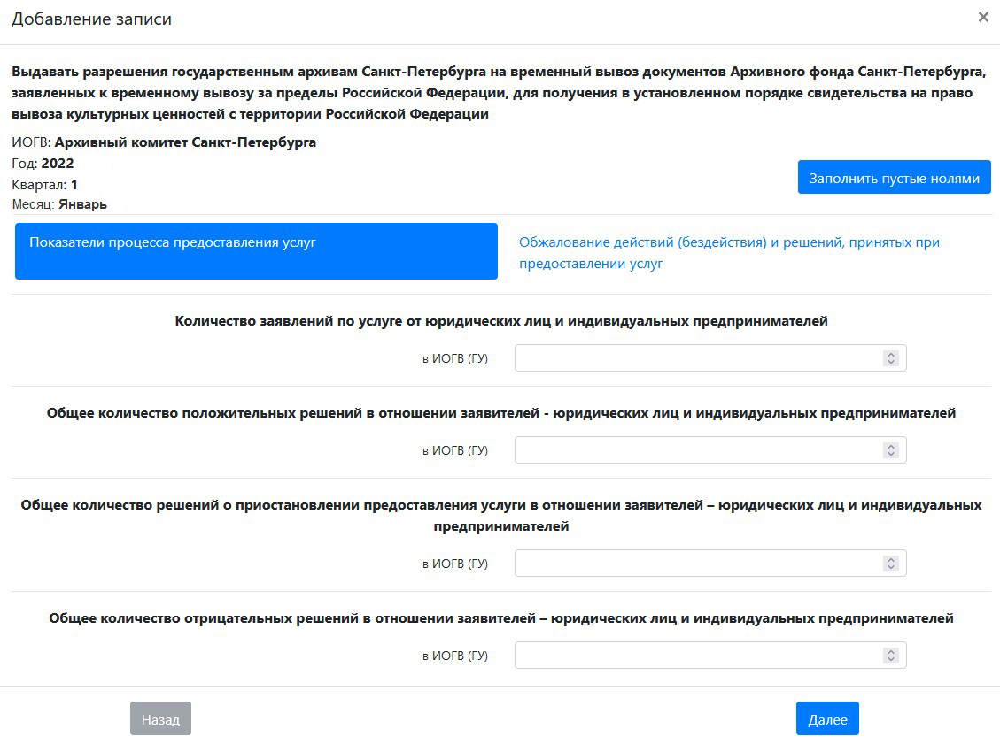 Добавление записи
×
Выдавать разрешения государственным архивам Санкт-Петербурга на временный вывоз документов Архивного фонда Санкт-Петербурга,
заявленных к временному вывозу за пределы Российской Федерации, для получения в установленном порядке свидетельства на право
вывоза культурных ценностей с территории Российской Федерации
ИОГВ: Архивный комитет Санкт-Петербурга
Год: 2022
Квартал: 1
Месяц: Январь
Заполнить пустые нолями
Показатели процесса предоставления услуг
Обжалование действий (бездействия) и решений, принятых при
предоставлении услуг
Количество заявлений по услуге от юридических лиц и индивидуальных предпринимателей
в ИОГВ (ГУ)
Общее количество положительных решений в отношении заявителей - юридических лиц и индивидуальных предпринимателей
в ИОГВ (ГУ)
Общее количество решений о приостановлении предоставления услуги в отношении заявителей – юридических лиц и индивидуальных
предпринимателей
в ИОГВ (ГУ)
Общее количество отрицательных решений в отношении заявителей – юридических лиц и индивидуальных предпринимателей
в ИОГВ (ГУ)
Назад
Далее